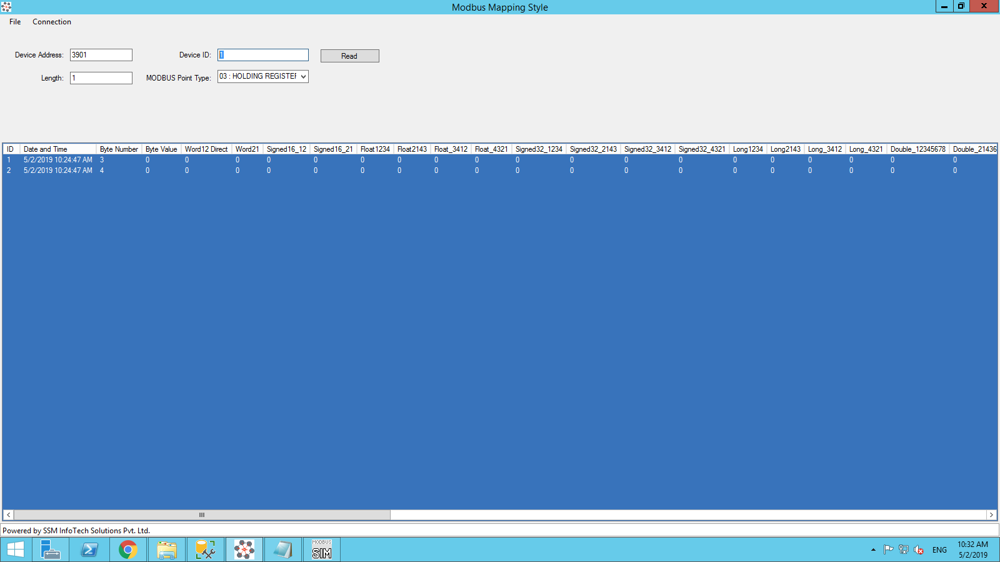 Modbus Mapping Style
File Connection
Device Address: 3901 Device ID: 1 Read
Length: 1 MODBUS Point Type: 03 : HOLDING REGISTER
ID Date and Time Byte Number Byte Value Word12 Direct Word21 Signed16_12 Signed16_21 Float1234 Float2143 Float_3412 Float_4321 Signed32_1234 Signed32_2143 Signed32_3412 Signed32_4321 Long1234 Long2143 Long_3412 Long_4321 Double_12345678 Double_21436
1 5/2/2019 10:24:47 AM 3 0 0 0 0 0 0 0 0 0 0 0 0 0 0 0 0 0 0 0
2 5/2/2019 10:24:47 AM 4 0 0 0 0 0 0 0 0 0 0 0 0 0 0 0 0 0 0 0
Powered by SSM InfoTech Solutions Pvt. Ltd.
MODBUS
SIM
ENG
10:32 AM
5/2/2019